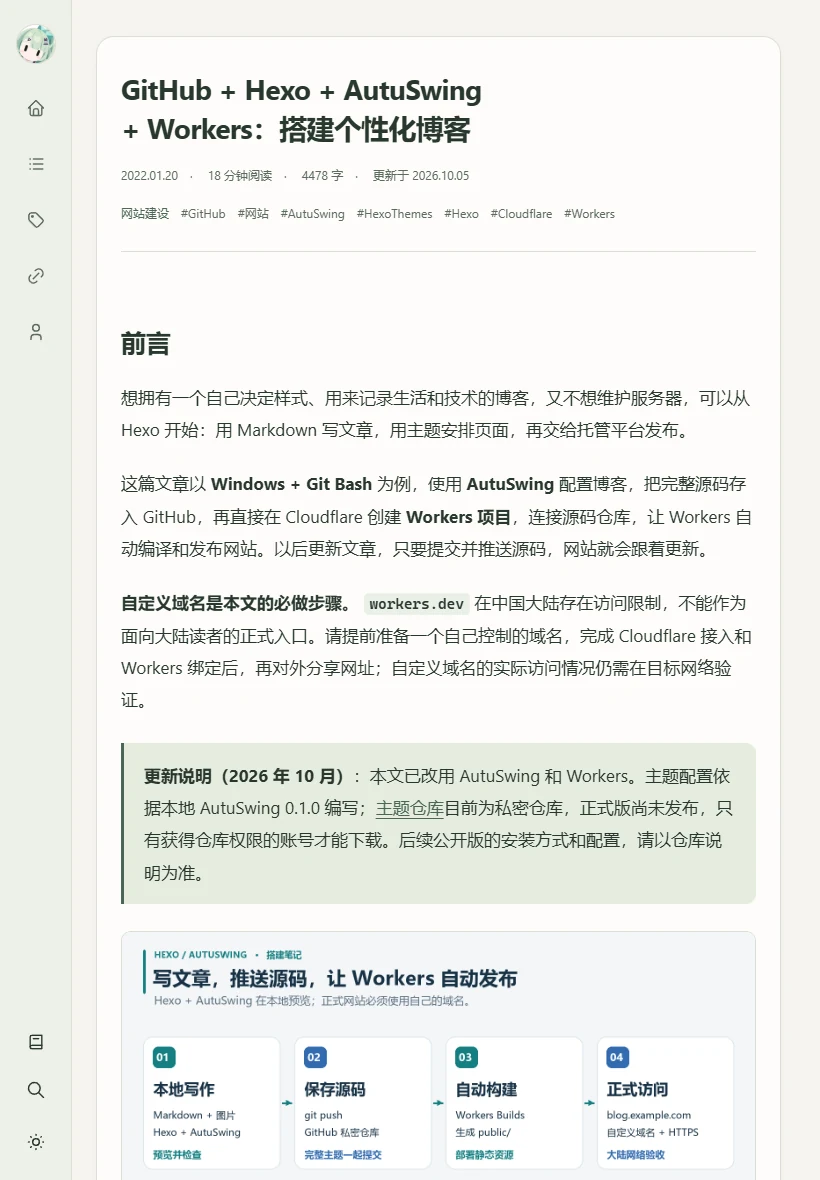 GitHub + Hexo + AutuSwing
+ Workers：搭建个性化博客
2022.01.20 · 18 分钟阅读 · 4478 字 · 更新于 2026.10.05
网站建设 #GitHub #网站 #AutuSwing #HexoThemes #Hexo #Cloudflare #Workers
前言
想拥有一个自己决定样式、用来记录生活和技术的博客，又不想维护服务器，可以从
Hexo 开始：用 Markdown 写文章，用主题安排页面，再交给托管平台发布。
这篇文章以 Windows + Git Bash 为例，使用 AutuSwing 配置博客，把完整源码存
入 GitHub，再直接在 Cloudflare 创建 Workers 项目，连接源码仓库，让 Workers 自
动编译和发布网站。以后更新文章，只要提交并推送源码，网站就会跟着更新。
自定义域名是本文的必做步骤。 workers.dev 在中国大陆存在访问限制，不能作为
面向大陆读者的正式入口。请提前准备一个自己控制的域名，完成 Cloudflare 接入和
Workers 绑定后，再对外分享网址；自定义域名的实际访问情况仍需在目标网络验
证。
更新说明（2026 年 10 月）：本文已改用 AutuSwing 和 Workers。主题配置依
据本地 AutuSwing 0.1.0 编写；主题仓库目前为私密仓库，正式版尚未发布，只
有获得仓库权限的账号才能下载。后续公开版的安装方式和配置，请以仓库说
明为准。
HEXO / AUTUSWING · 搭建笔记
写文章，推送源码，让 Workers 自动发布
Hexo + AutuSwing 在本地预览；正式网站必须使用自己的域名。
01
本地写作
Markdown + 图片
Hexo + AutuSwing
预览并检查
02
保存源码
git push
GitHub 私密仓库
完整主题一起提交
03
自动构建
Workers Builds
生成 public/
部署静态资源
04
正式访问
blog.example.com
自定义域名 + HTTPS
大陆网络验收